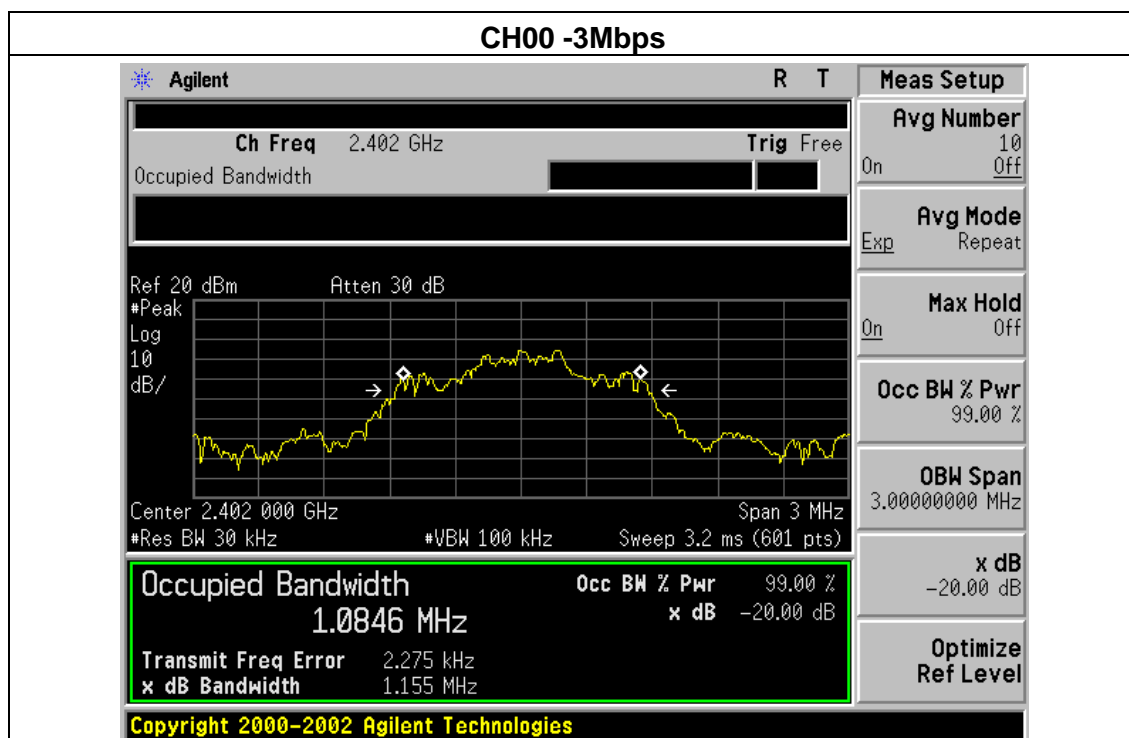 CH00 -3Mbps
Agilent R T
Ch Freq 2.402 GHz Trig Free
Occupied Bandwidth
Ref 20 dBm Atten 30 dB
#Peak
Log
10
dB/
Center 2.402 000 GHz Span 3 MHz
#Res BW 30 kHz #VBW 100 kHz Sweep 3.2 ms (601 pts)
Occupied Bandwidth Occ BW % Pwr 99.00 %
1.0846 MHz x dB -20.00 dB
Transmit Freq Error 2.275 kHz
x dB Bandwidth 1.155 MHz
Copyright 2000-2002 Agilent Technologies
Meas Setup
Avg Number
10
On Off
Avg Mode
Exp Repeat
Max Hold
On Off
Occ BW % Pwr
99.00 %
OBW Span
3.00000000 MHz
x dB
-20.00 dB
Optimize
Ref Level